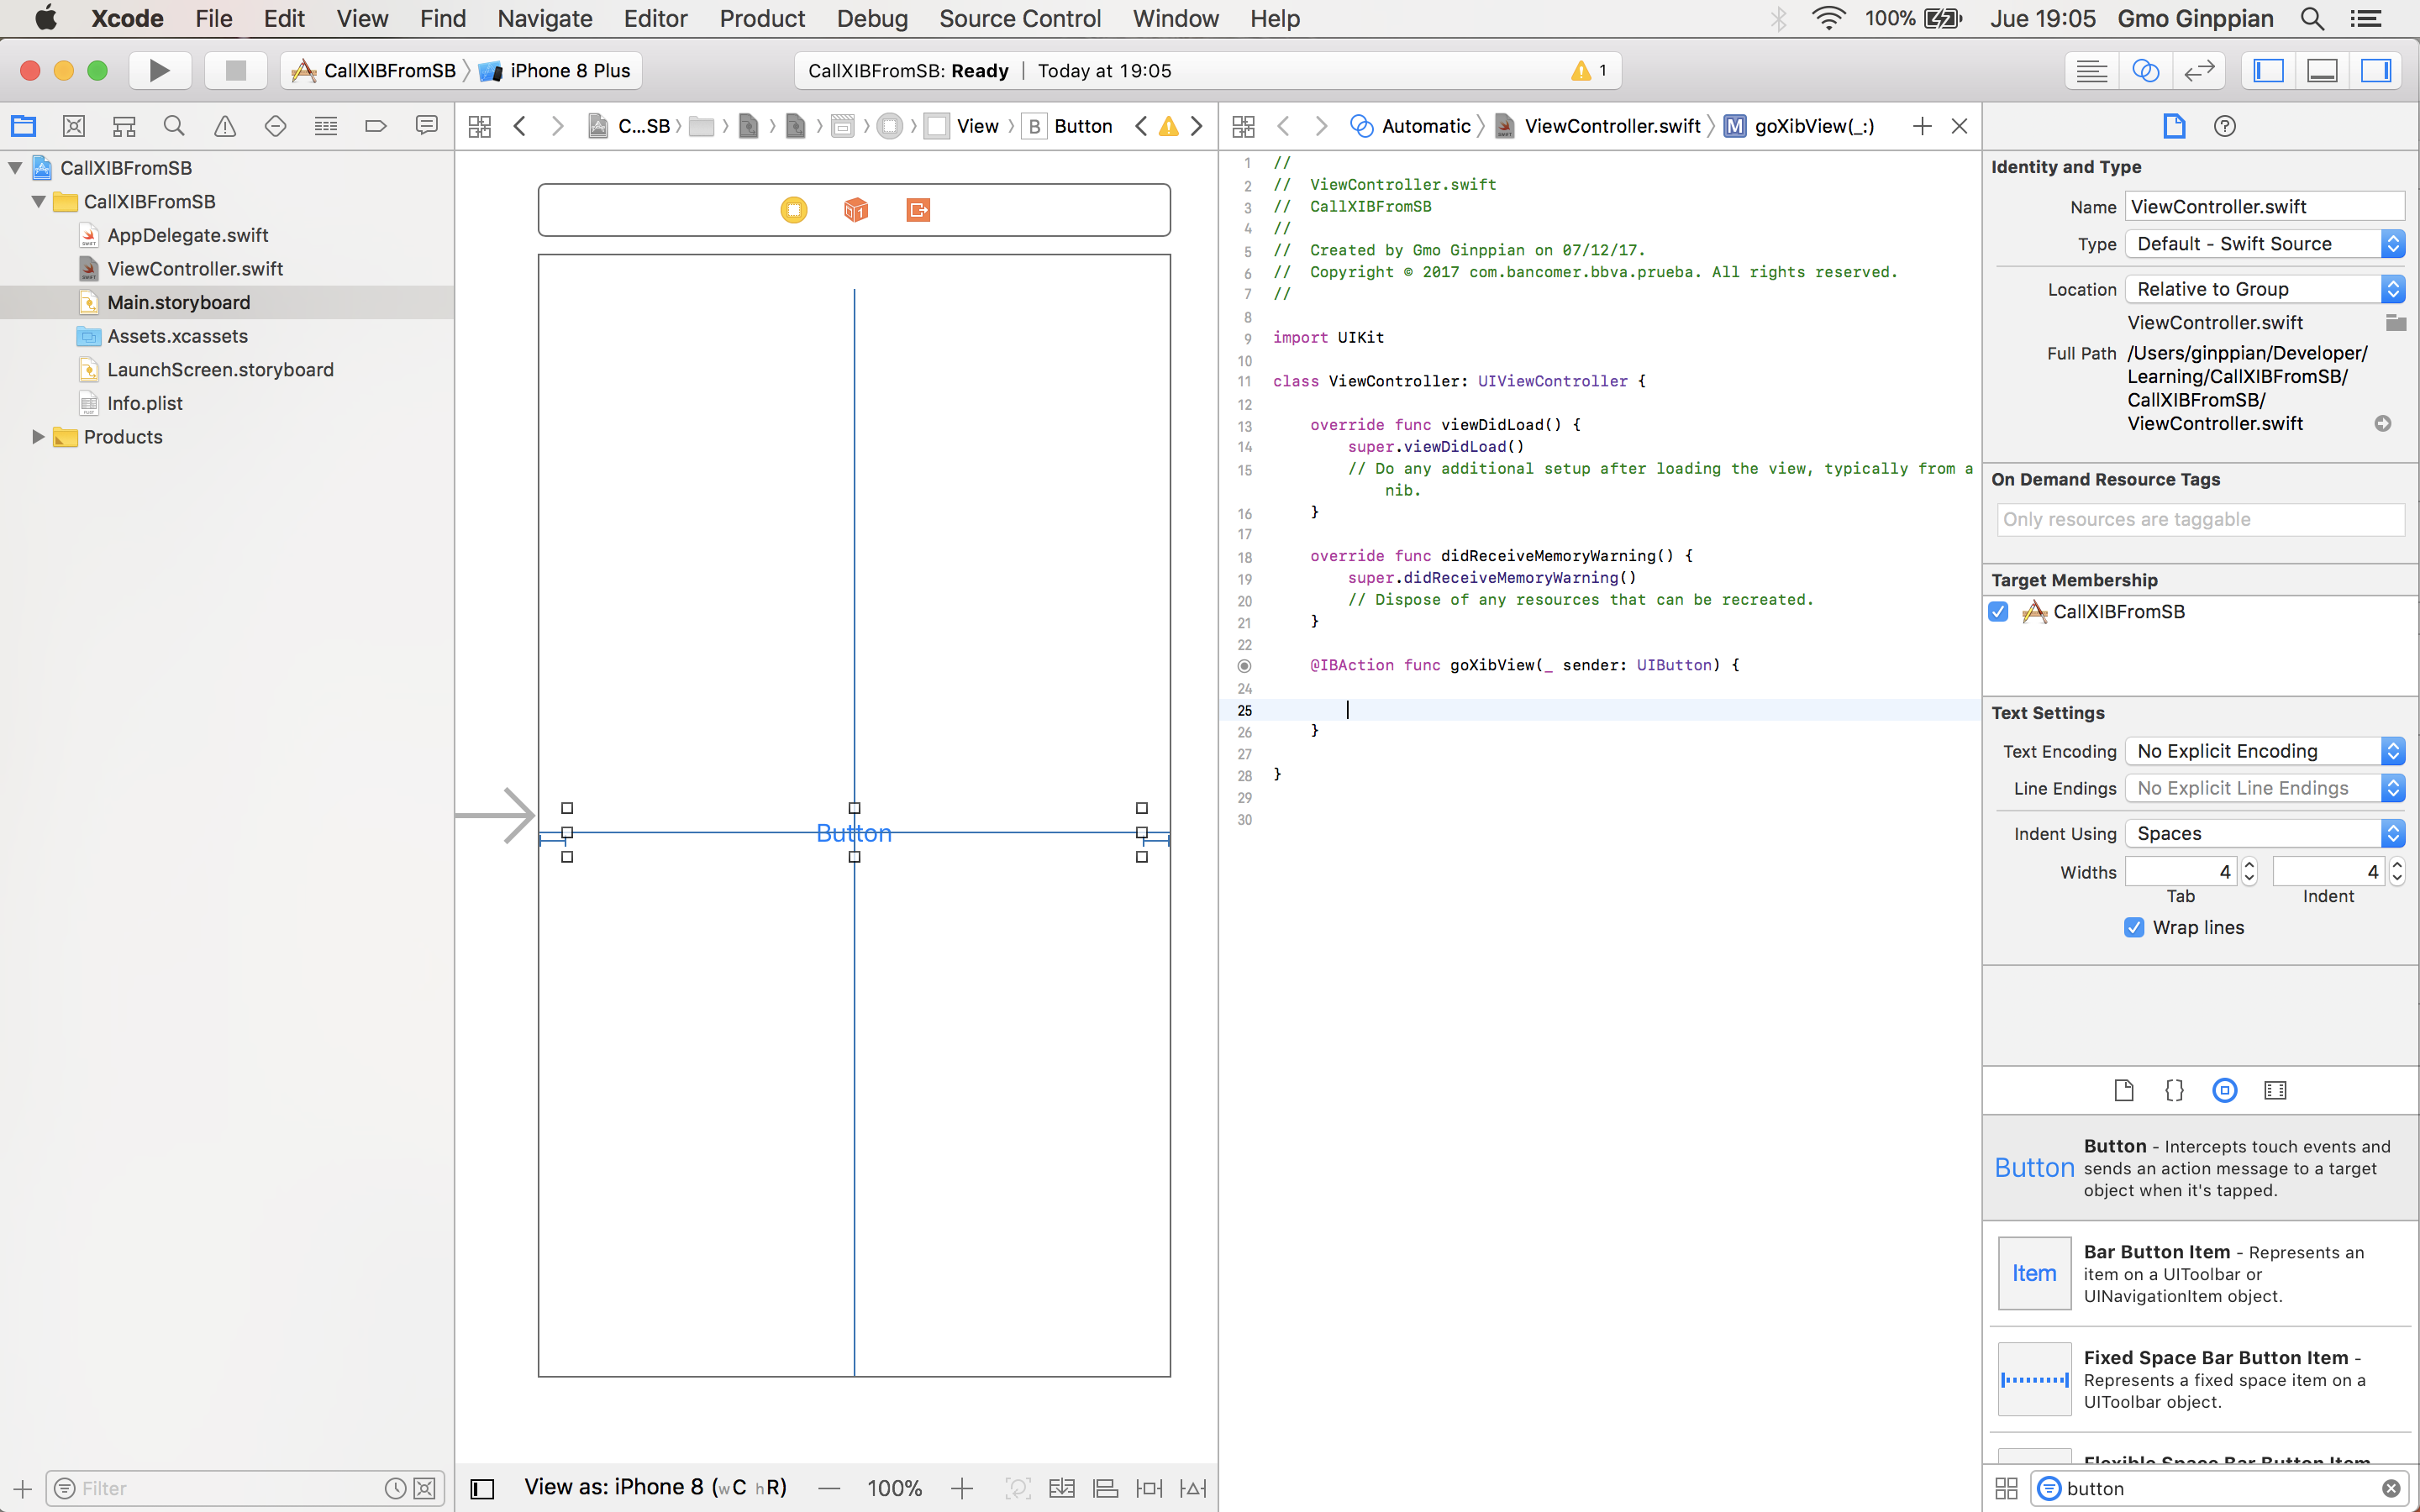 Xcode File Edit View Find Navigate Editor Product Debug Source Control Window Help 100% Jue 19:05 Gmo Ginppian
CallXIBFromSB iPhone 8 Plus CallXIBFromSB: Ready | Today at 19:05 1
C...SB View B Button Automatic ViewController.swift M goXibView(_:)
CallXIBFromSB
CallXIBFromSB
AppDelegate.swift
ViewController.swift
Main.storyboard
Assets.xcassets
LaunchScreen.storyboard
Info.plist
Products
Filter
Button
View as: iPhone 8 (wC hR) — 100% +
1 //
2 //  ViewController.swift
3 //  CallXIBFromSB
4 //
5 //  Created by Gmo Ginppian on 07/12/17.
6 //  Copyright © 2017 com.bancomer.bbva.prueba. All rights reserved.
7 //
8
9 import UIKit
10
11 class ViewController: UIViewController {
12
13     override func viewDidLoad() {
14         super.viewDidLoad()
15         // Do any additional setup after loading the view, typically from a
nib.
16     }
17
18     override func didReceiveMemoryWarning() {
19         super.didReceiveMemoryWarning()
20         // Dispose of any resources that can be recreated.
21     }
22
@IBAction func goXibView(_ sender: UIButton) {
24
25
26     }
27
28 }
29
30
Identity and Type
Name ViewController.swift
Type Default - Swift Source
Location Relative to Group
ViewController.swift
Full Path /Users/ginppian/Developer/
Learning/CallXIBFromSB/
CallXIBFromSB/
ViewController.swift
On Demand Resource Tags
Only resources are taggable
Target Membership
CallXIBFromSB
Text Settings
Text Encoding No Explicit Encoding
Line Endings No Explicit Line Endings
Indent Using Spaces
Widths 4 4
Tab Indent
Wrap lines
Button
Button - Intercepts touch events and
sends an action message to a target
object when it's tapped.
Item
Bar Button Item - Represents an
item on a UIToolbar or
UINavigationItem object.
Fixed Space Bar Button Item -
Represents a fixed space item on a
UIToolbar object.
Flexible Space Bar Button Item
button